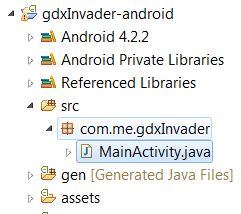 gdxInvader-android
Android 4.2.2
Android Private Libraries
Referenced Libraries
src
com.me.gdxInvader
MainActivity.java
gen [Generated Java Files]
assets